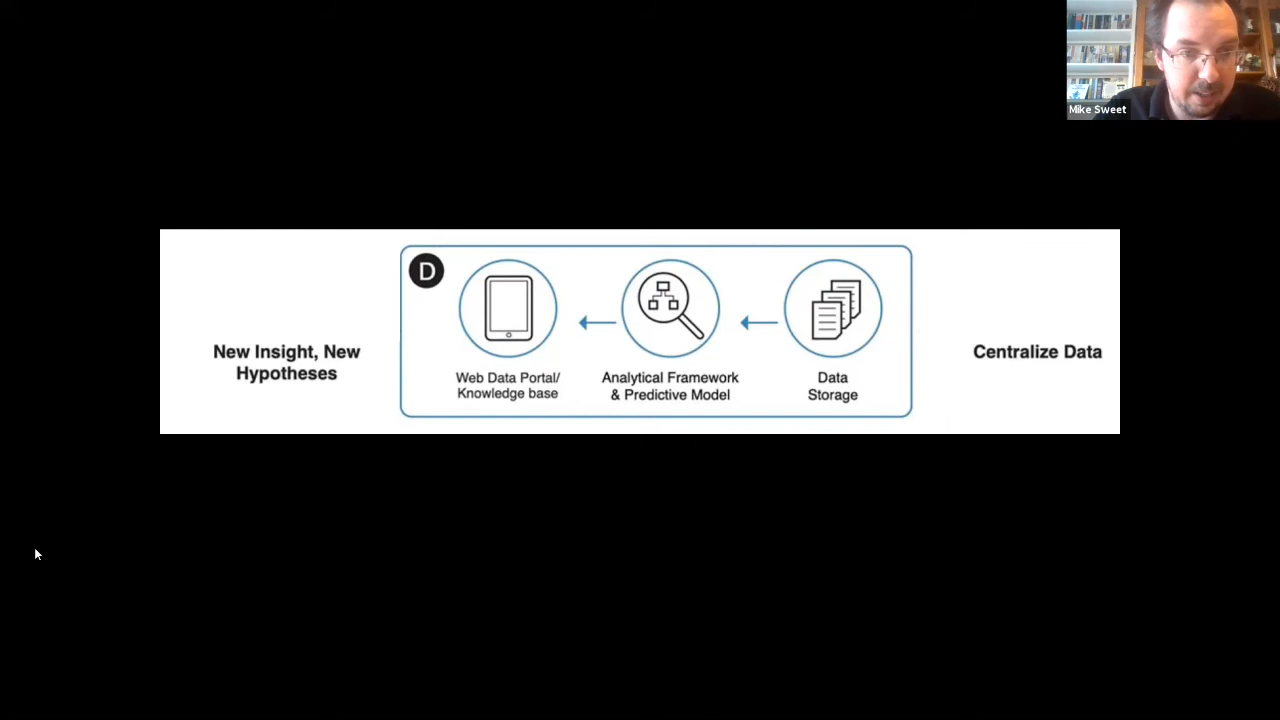 Mike Sweet
D
New Insight, New
Hypotheses
Web Data Portal/
Knowledge base
Analytical Framework
& Predictive Model
Data
Storage
Centralize Data